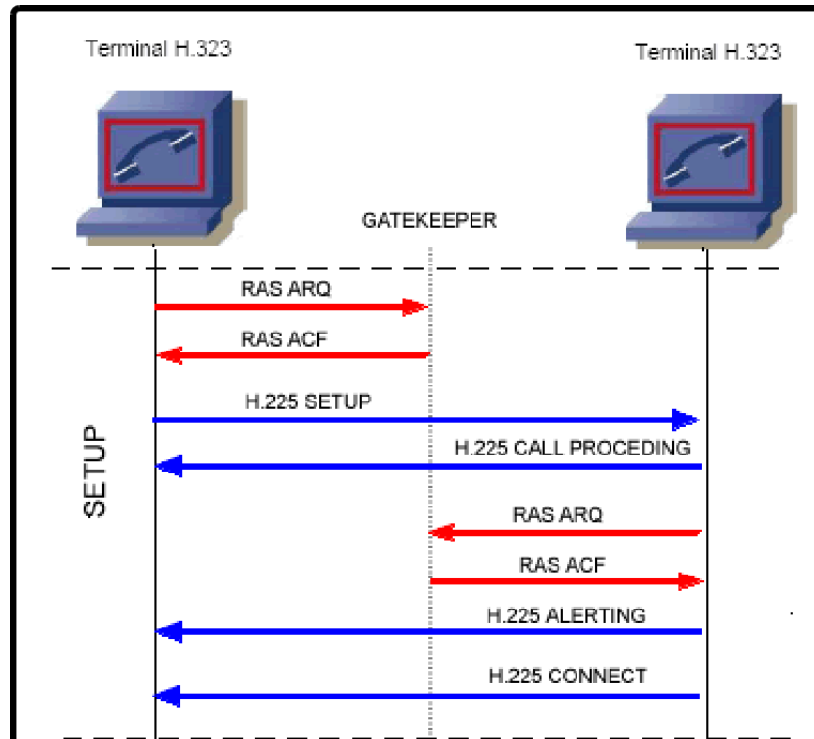 Terminal H.323
Terminal H.323
GATEKEEPER
RAS ARQ
RAS ACF
H.225 SETUP
H.225 CALL PROCEDING
SETUP
RAS ARQ
RAS ACF
H.225 ALERTING
H.225 CONNECT